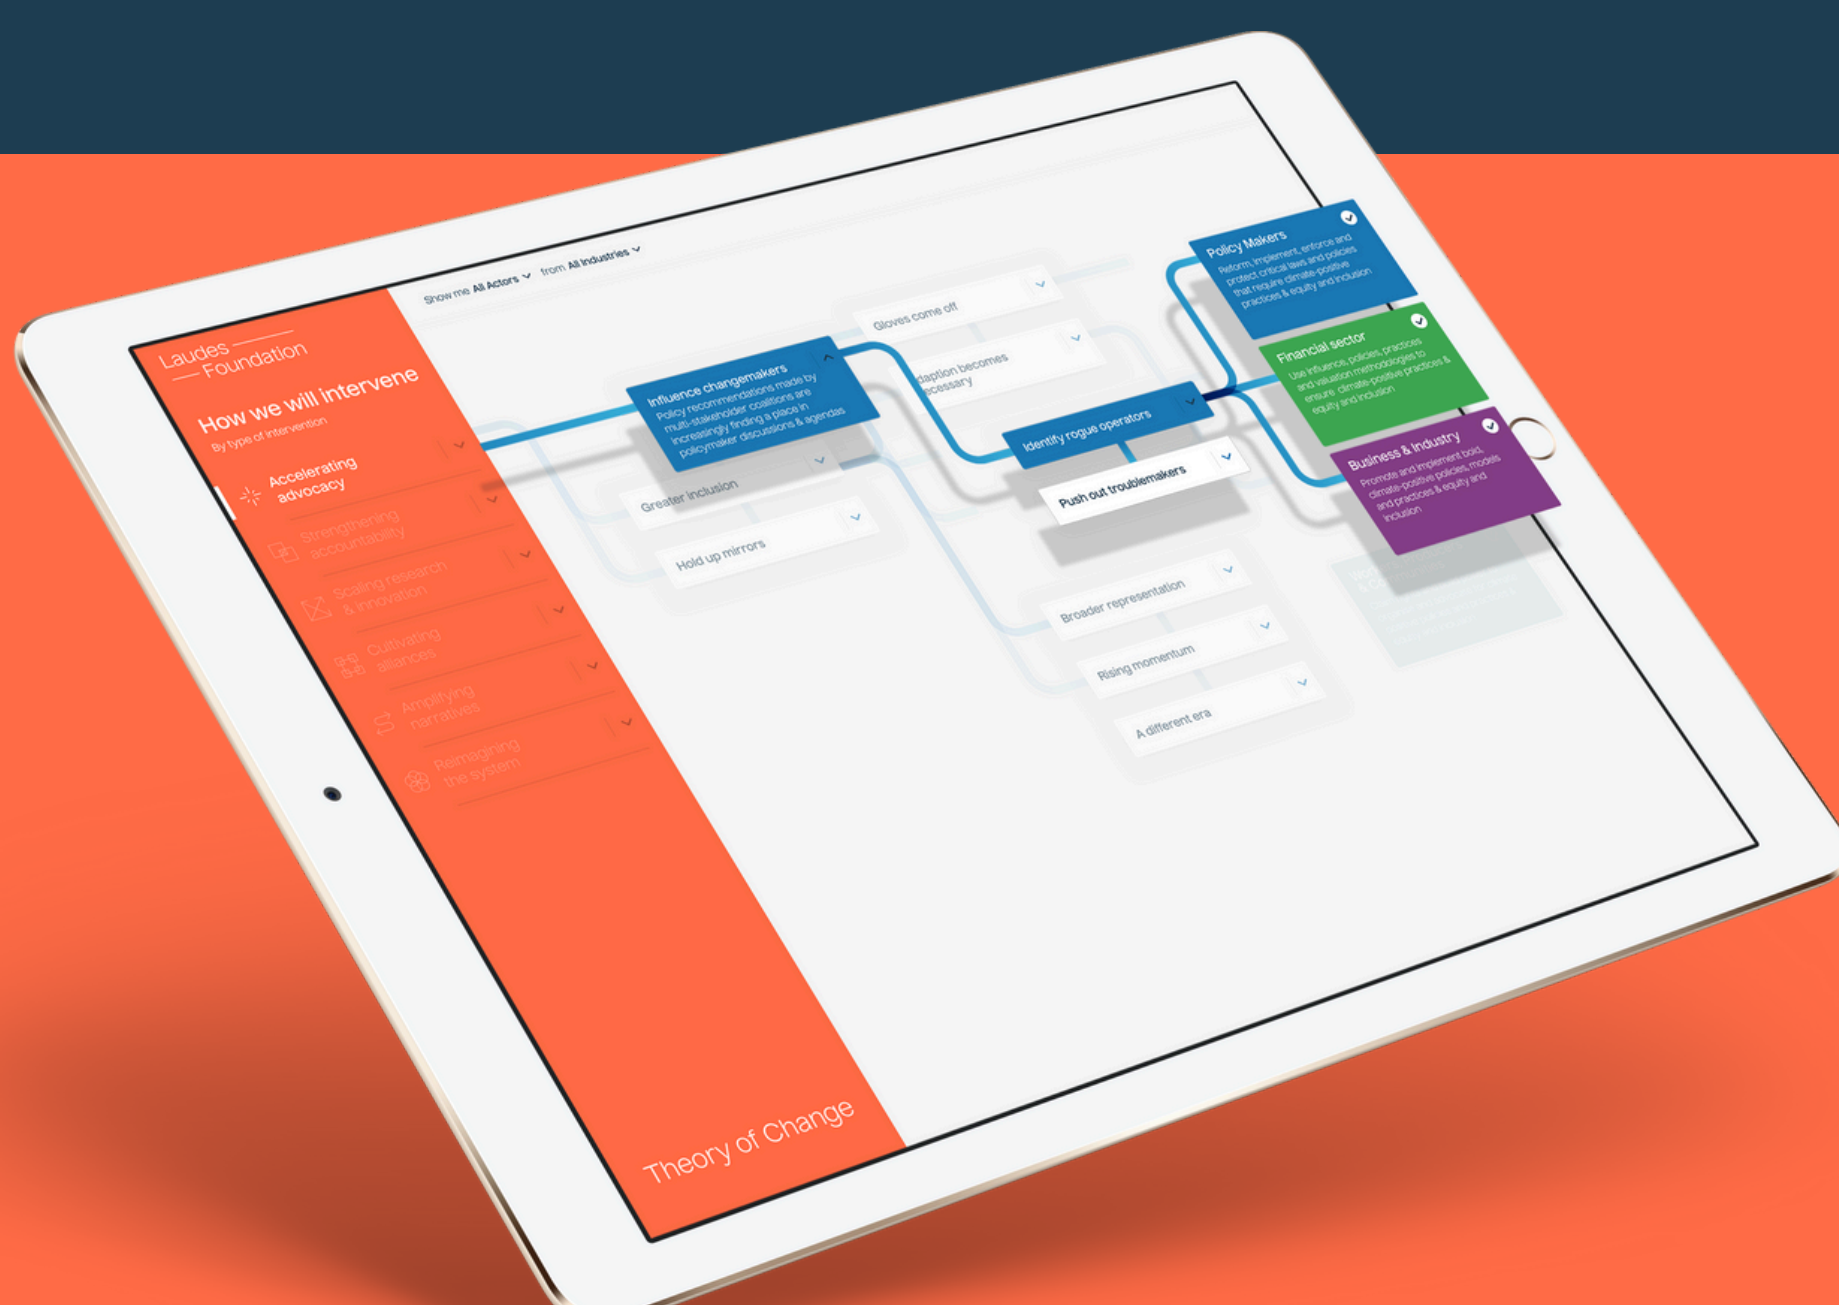 Laudes
Foundation
How we will intervene
By type of intervention
Accelerating
advocacy
Strengthening
accountability
Scaling research
& innovation
Cultivating
alliances
Amplifying
narratives
Reimagining
the system
Theory of Change
Show me All Actors from All Industries
Influence changemakers
Policy recommendations made by
multi-stakeholder coalitions are
increasingly finding a place in
policymaker discussions & agendas
Greater inclusion
Hold up mirrors
Gloves come off
daption becomes
ecessary
Identify rogue operators
Push out troublemakers
Broader representation
Rising momentum
A different era
Policy Makers
Reform, implement, enforce and
protect critical laws and policies
that require climate-positive
practices & equity and inclusion
Financial sector
Use influence, policies, practices
and valuation methodologies to
ensure climate-positive practices &
equity and inclusion
Business & Industry
Promote and implement bold,
climate-positive policies, models
and practices & equity and
inclusion